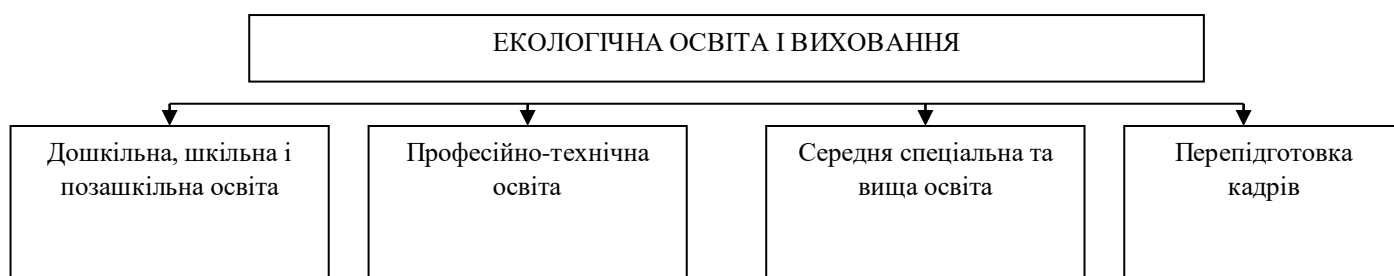 ЕКОЛОГІЧНА ОСВІТА І ВИХОВАННЯ
Дошкільна, шкільна і
позашкільна освіта
Професійно-технічна
освіта
Середня спеціальна та
вища освіта
Перепідготовка
кадрів